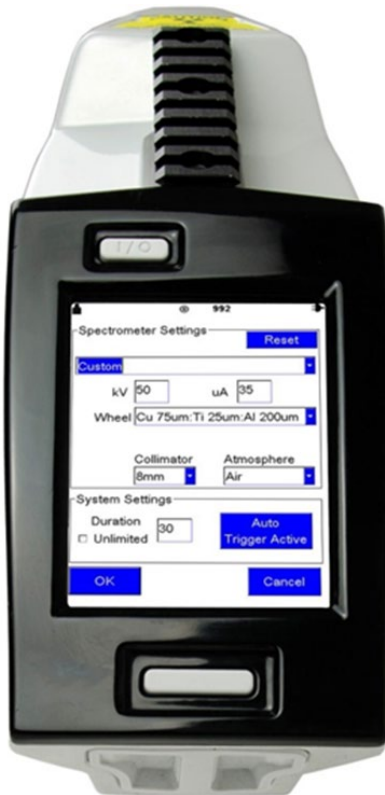 I/O
992
Spectrometer Settings
Reset
Custom
kV 50 uA 35
Wheel Cu 75um:Ti 25um:Al 200um
Collimator Atmosphere
8mm Air
System Settings
Duration 30
Unlimited
Auto
Trigger Active
OK Cancel